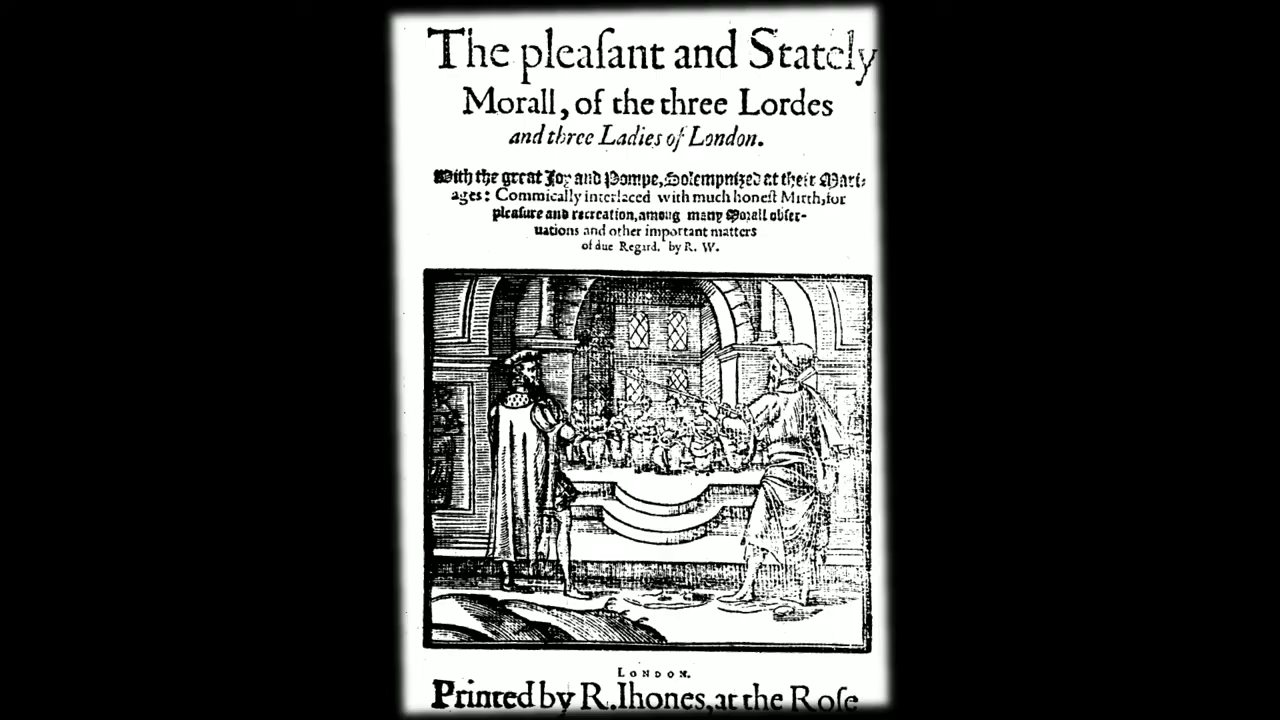 The pleaſant and Stately
Morall, of the three Lordes
and three Ladies of London.
With the great Joy and Pompe, Solempnized at their Mari-
ages: Commically interlaced with much honeſt Mirth, for
pleaſure and recreation, among many Morall obſer-
uations and other important matters
of due Regard. by R. W.
LONDON.
Printed by R. Ihones, at the Roſe